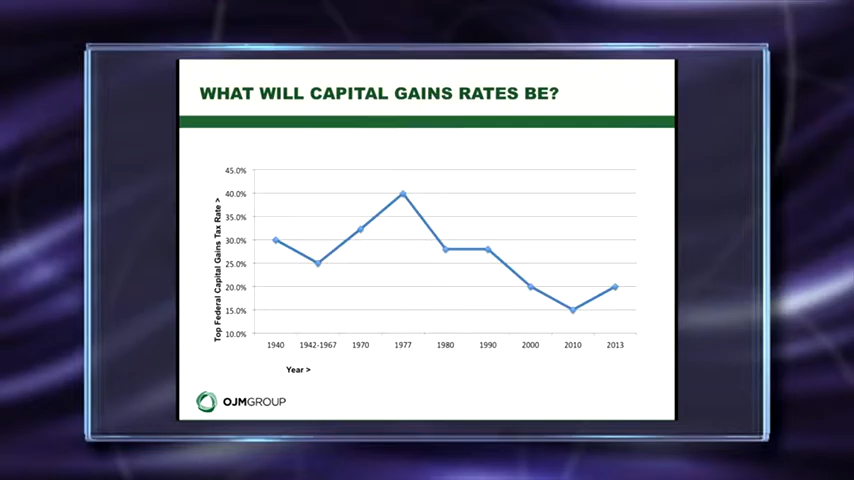 WHAT WILL CAPITAL GAINS RATES BE?
Top Federal Capital Gains Tax Rate >
45.0%
40.0%
35.0%
30.0%
25.0%
20.0%
15.0%
10.0%
1940 1942-1967 1970 1977 1980 1990 2000 2010 2013
Year >
OJMGROUP